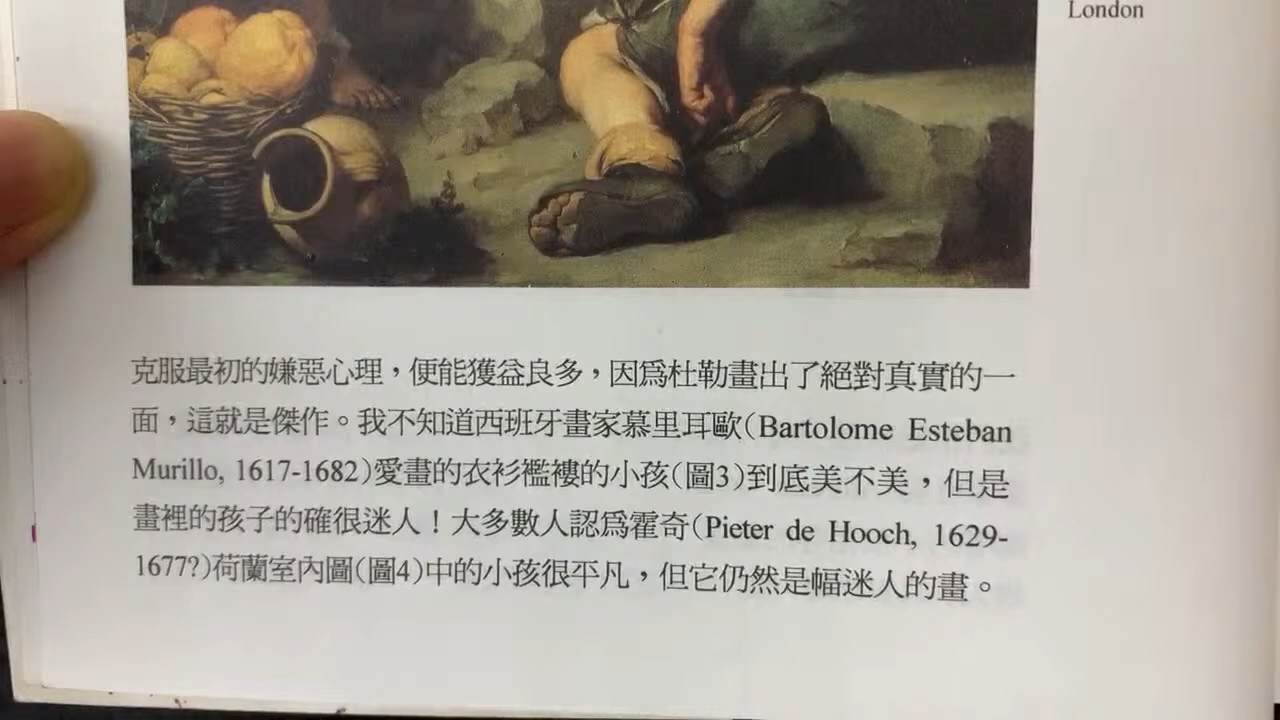 London
克服最初的嫌惡心理，便能獲益良多，因為杜勒畫出了絕對真實的一
面，這就是傑作。我不知道西班牙畫家慕里耳歐(Bartolome Esteban
Murillo, 1617-1682)愛畫的衣衫襤褸的小孩(圖3)到底美不美，但是
畫裡的孩子的確很迷人！大多數人認為霍奇(Pieter de Hooch, 1629-
1677?)荷蘭室內圖(圖4)中的小孩很平凡，但它仍然是幅迷人的畫。